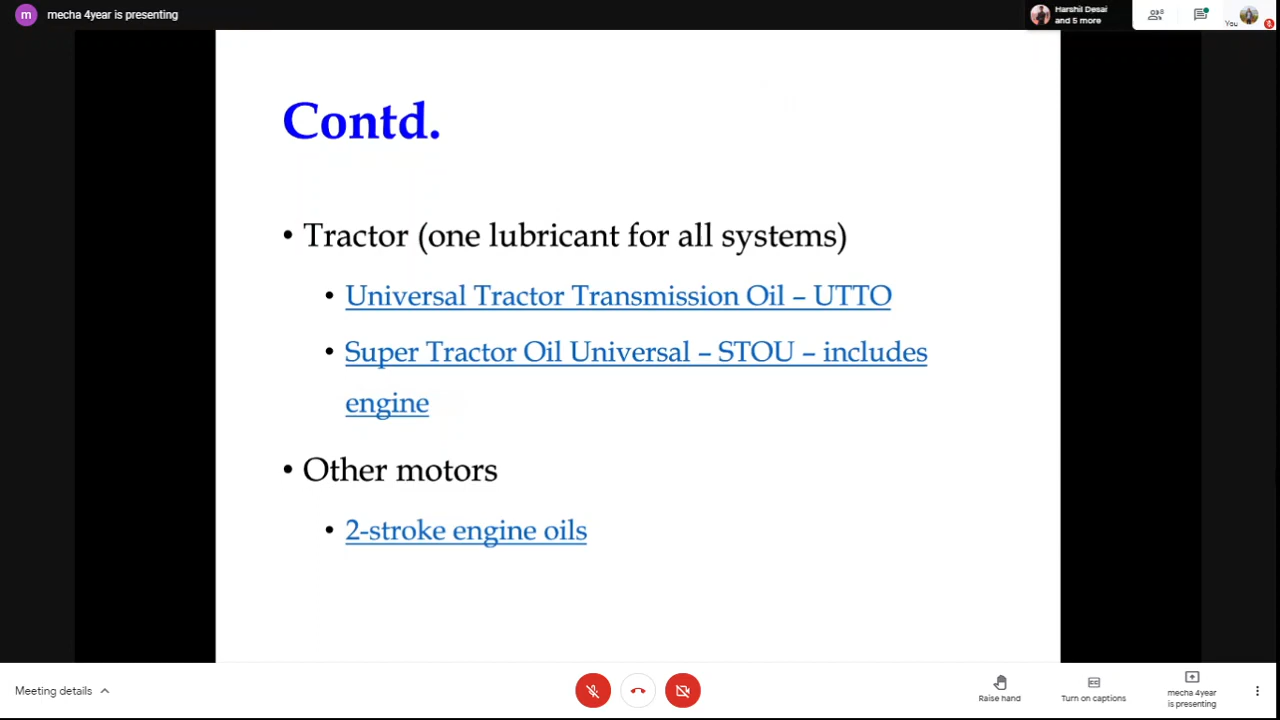 m mecha 4year is presenting
Harshil Desai
and 5 more
8
You
Contd.
• Tractor (one lubricant for all systems)
• Universal Tractor Transmission Oil – UTTO
• Super Tractor Oil Universal – STOU – includes
engine
• Other motors
• 2-stroke engine oils
Meeting details
Raise hand
Turn on captions
mecha 4year
is presenting